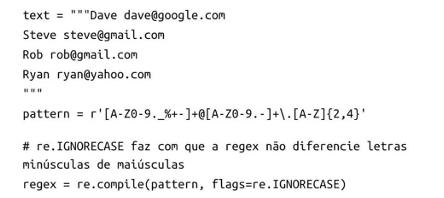 text = """Dave dave@google.com
Steve steve@gmail.com
Rob rob@gmail.com
Ryan ryan@yahoo.com
"""
pattern = r'[A-Z0-9._%+-]+@[A-Z0-9.-]+\.[A-Z]{2,4}'
# re.IGNORECASE faz com que a regex não diferencie letras
minúsculas de maiúsculas
regex = re.compile(pattern, flags=re.IGNORECASE)